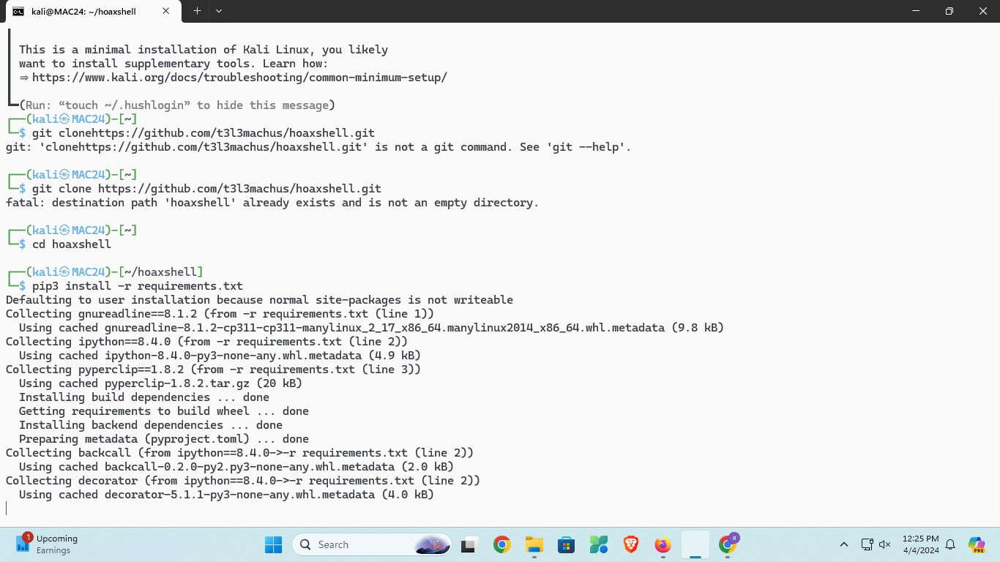 kali@MAC24: ~/hoaxshell
This is a minimal installation of Kali Linux, you likely
want to install supplementary tools. Learn how:
⇒ https://www.kali.org/docs/troubleshooting/common-minimum-setup/
(Run: “touch ~/.hushlogin” to hide this message)
┌──(kali㉿MAC24)-[~]
└─$ git clonehttps://github.com/t3l3machus/hoaxshell.git
git: 'clonehttps://github.com/t3l3machus/hoaxshell.git' is not a git command. See 'git --help'.
┌──(kali㉿MAC24)-[~]
└─$ git clone https://github.com/t3l3machus/hoaxshell.git
fatal: destination path 'hoaxshell' already exists and is not an empty directory.
┌──(kali㉿MAC24)-[~]
└─$ cd hoaxshell
┌──(kali㉿MAC24)-[~/hoaxshell]
└─$ pip3 install -r requirements.txt
Defaulting to user installation because normal site-packages is not writeable
Collecting gnureadline==8.1.2 (from -r requirements.txt (line 1))
Using cached gnureadline-8.1.2-cp311-cp311-manylinux_2_17_x86_64.manylinux2014_x86_64.whl.metadata (9.8 kB)
Collecting ipython==8.4.0 (from -r requirements.txt (line 2))
Using cached ipython-8.4.0-py3-none-any.whl.metadata (4.9 kB)
Collecting pyperclip==1.8.2 (from -r requirements.txt (line 3))
Using cached pyperclip-1.8.2.tar.gz (20 kB)
Installing build dependencies ... done
Getting requirements to build wheel ... done
Installing backend dependencies ... done
Preparing metadata (pyproject.toml) ... done
Collecting backcall (from ipython==8.4.0->-r requirements.txt (line 2))
Using cached backcall-0.2.0-py2.py3-none-any.whl.metadata (2.0 kB)
Collecting decorator (from ipython==8.4.0->-r requirements.txt (line 2))
Using cached decorator-5.1.1-py3-none-any.whl.metadata (4.0 kB)
1
Upcoming
Earnings
Search
a
12:25 PM
4/4/2024
PRE